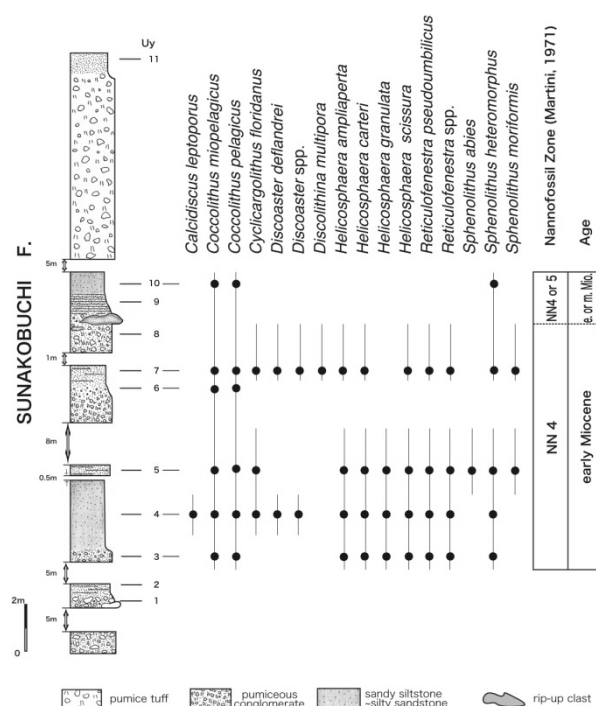 Uy
11
SUNAKOBUCHI F.
5m
10
9
8
1m
7
6
8m
5
0.5m
4
3
5m
2
1
5m
2m
0
Calcidiscus leptoporus
Coccolithus miopelagicus
Coccolithus pelagicus
Cyclicargolithus floridanus
Discoaster deflandrei
Discoaster spp.
Discolithina multipora
Helicosphaera ampliaperta
Helicosphaera carteri
Helicosphaera granulata
Helicosphaera scissura
Reticulofenestra pseudoumbilicus
Reticulofenestra spp.
Sphenolithus abies
Sphenolithus heteromorphus
Sphenolithus moriformis
Nannofossil Zone (Martini, 1971)
Age
NN4 or 5
e. or m. Mio.
NN 4
early Miocene
pumice tuff
pumiceous
conglomerate
sandy siltstone
~silty sandstone
rip-up clast